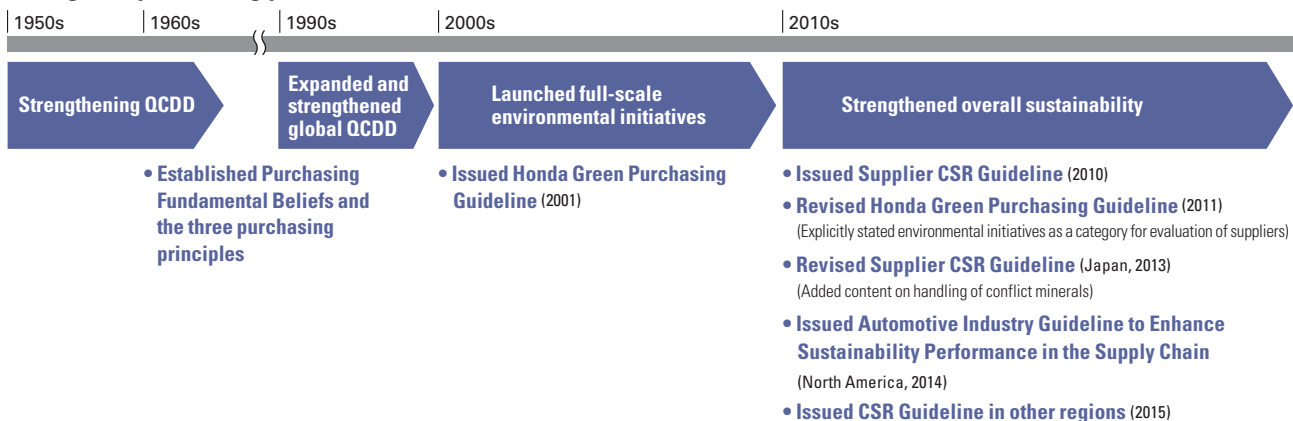 1950s
1960s
1990s
2000s
2010s
Strengthening QCDD
Expanded and
strengthened
global QCDD
Launched full-scale
environmental initiatives
Strengthened overall sustainability
• Established Purchasing
Fundamental Beliefs and
the three purchasing
principles
• Issued Honda Green Purchasing
Guideline (2001)
• Issued Supplier CSR Guideline (2010)
• Revised Honda Green Purchasing Guideline (2011)
(Explicitly stated environmental initiatives as a category for evaluation of suppliers)
• Revised Supplier CSR Guideline (Japan, 2013)
(Added content on handling of conflict minerals)
• Issued Automotive Industry Guideline to Enhance
Sustainability Performance in the Supply Chain
(North America, 2014)
• Issued CSR Guideline in other regions (2015)